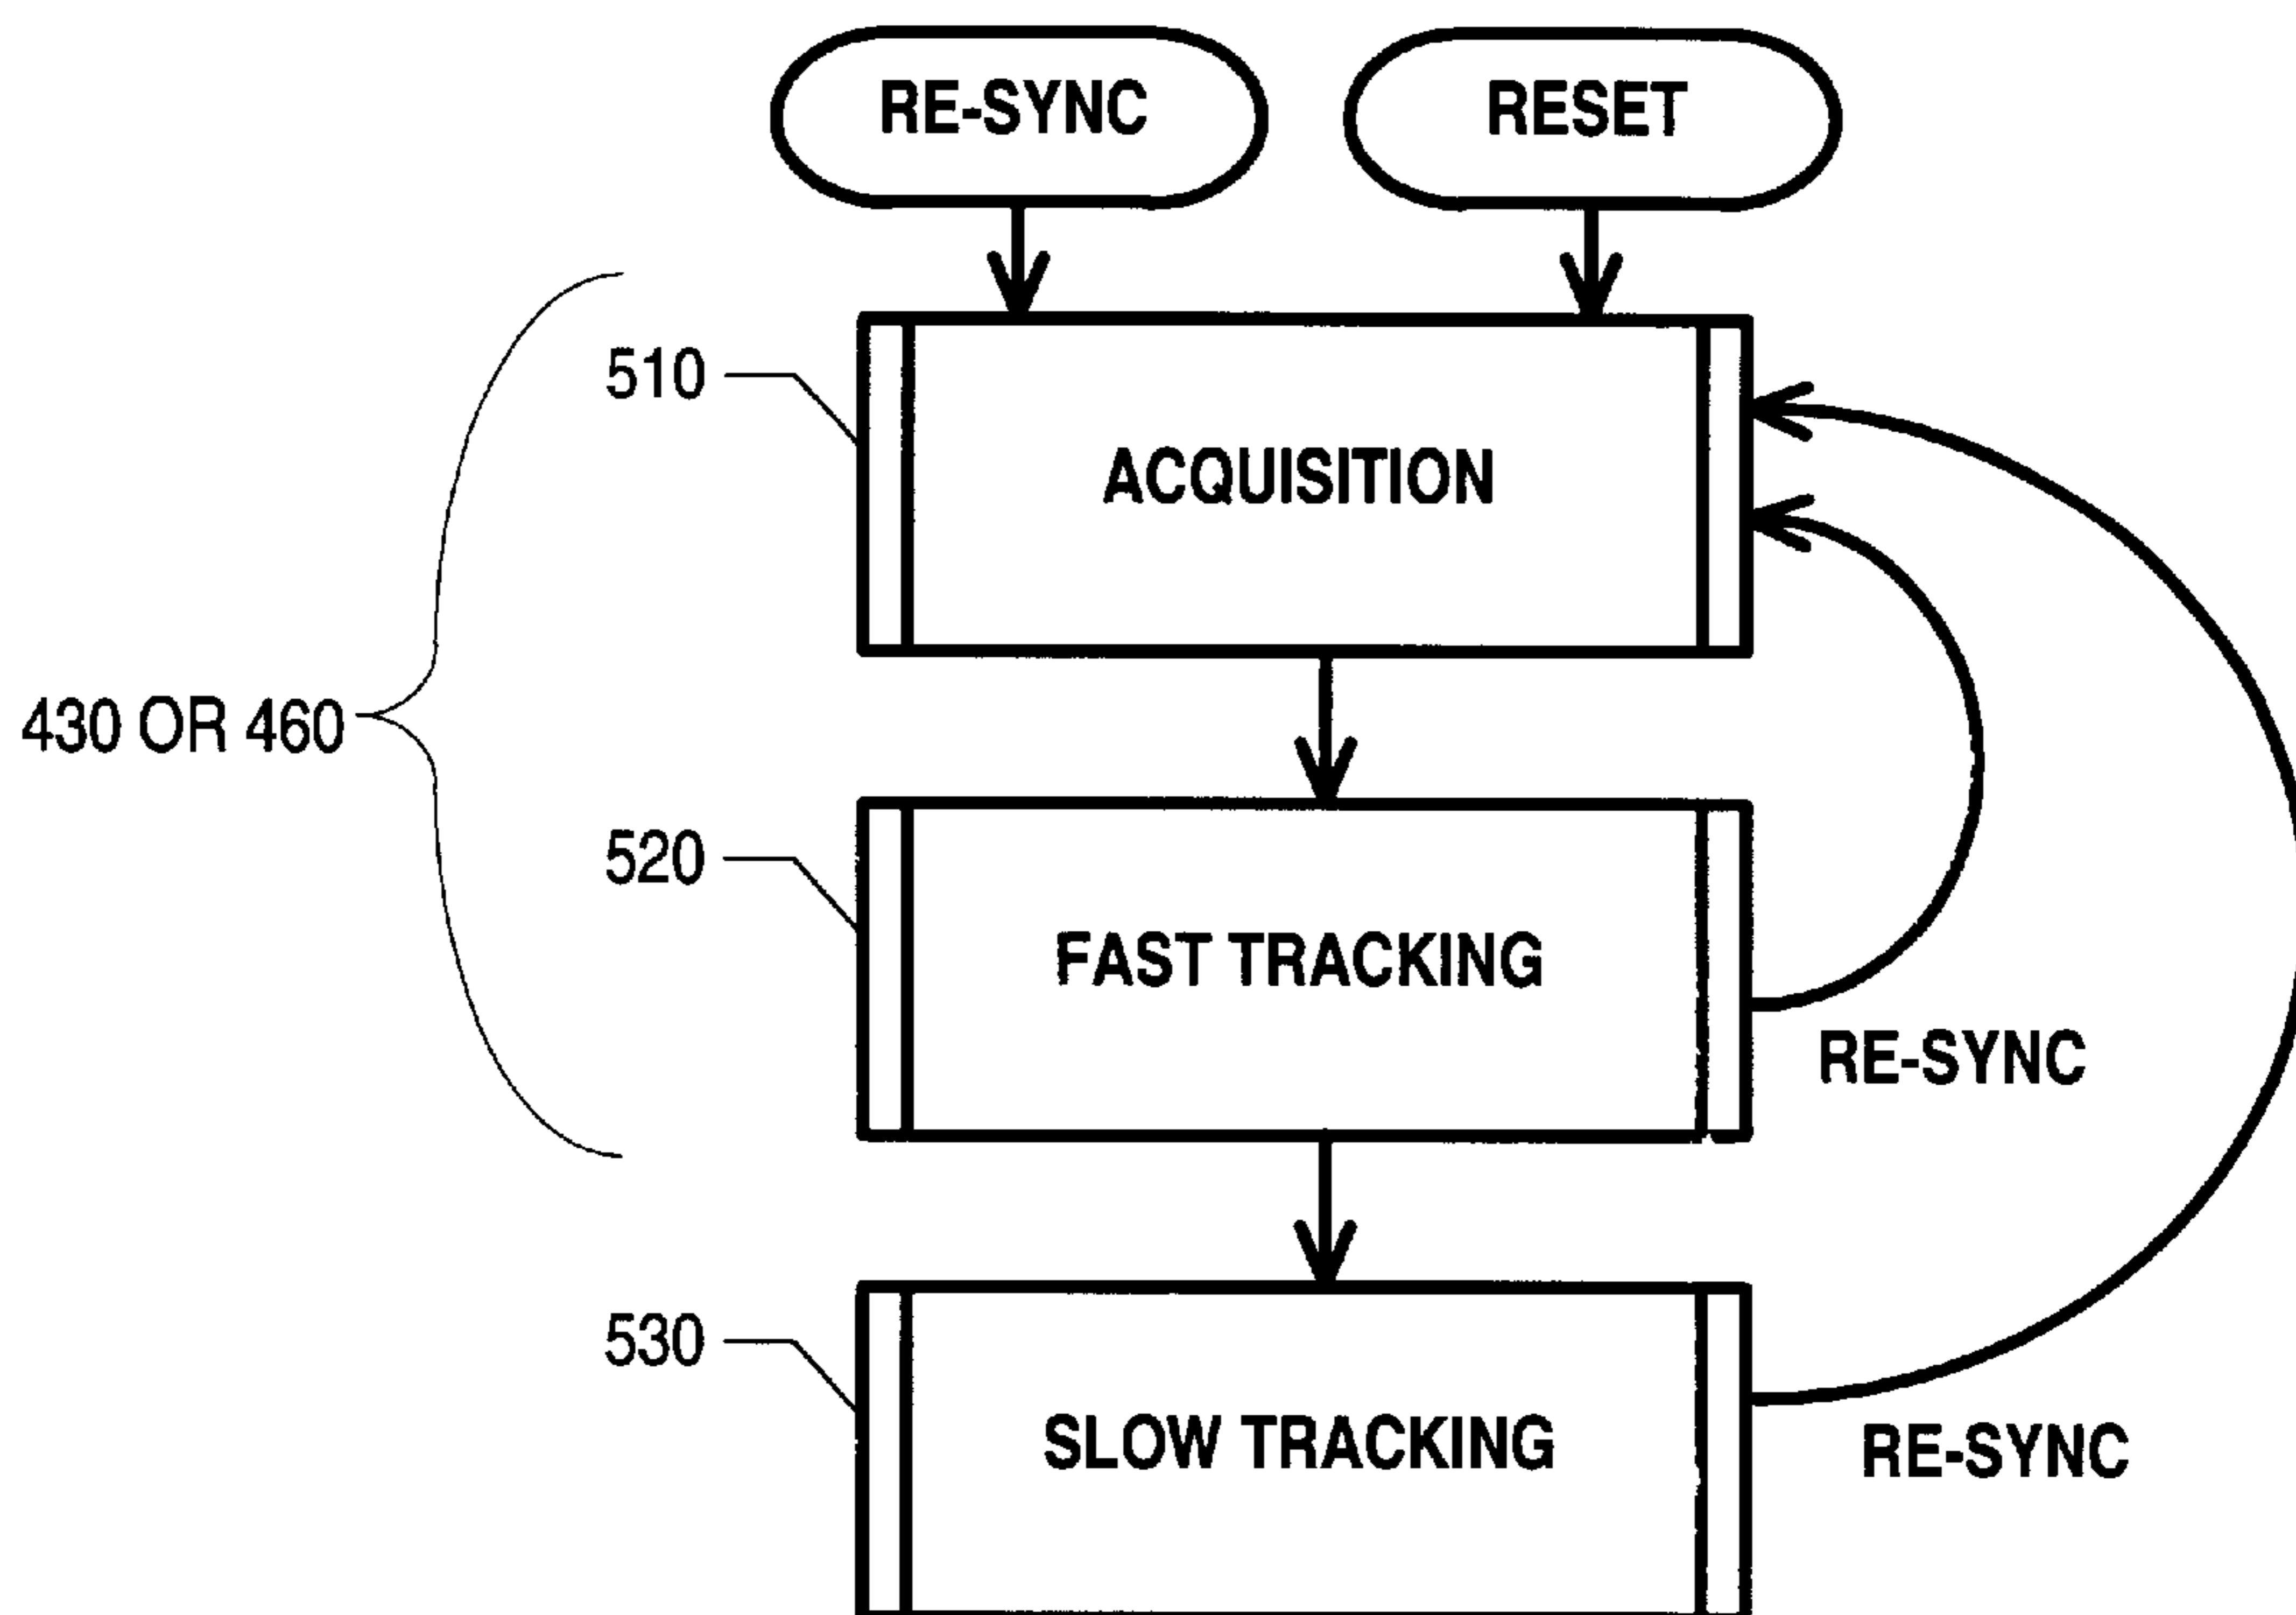 RE-SYNC
RESET
510
ACQUISITION
430 OR 460
520
FAST TRACKING
RE-SYNC
530
SLOW TRACKING
RE-SYNC